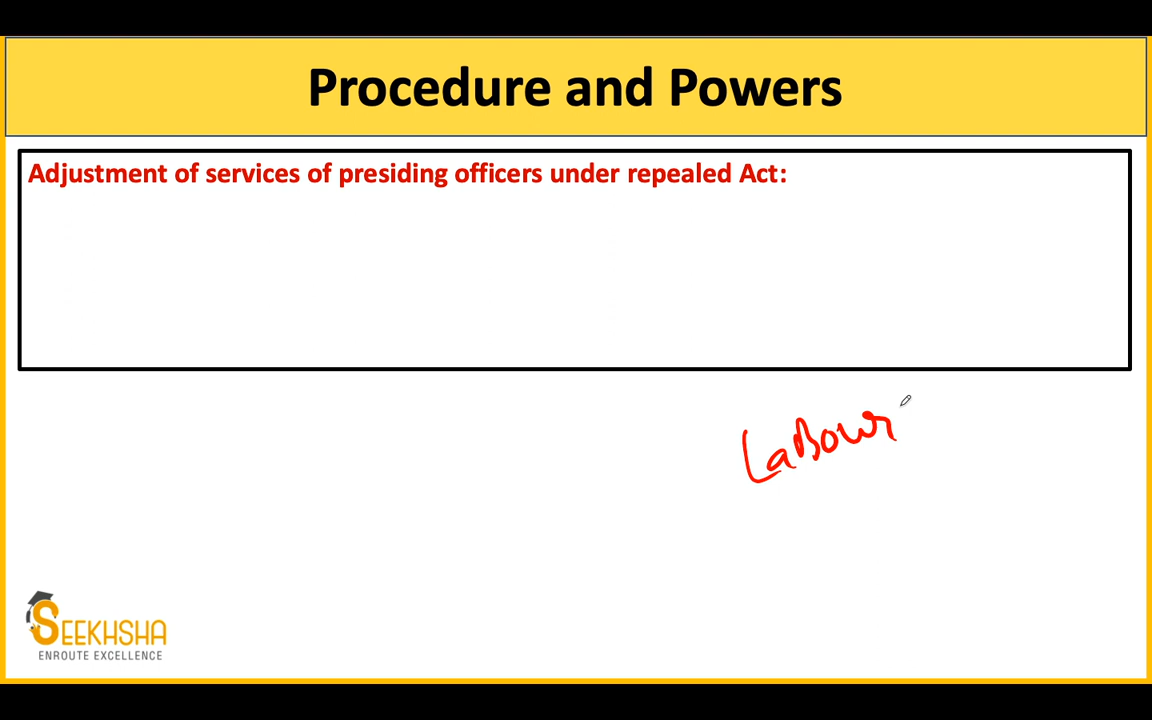 Procedure and Powers
Adjustment of services of presiding officers under repealed Act:
LaBour
SEEKHSHA
ENROUTE EXCELLENCE